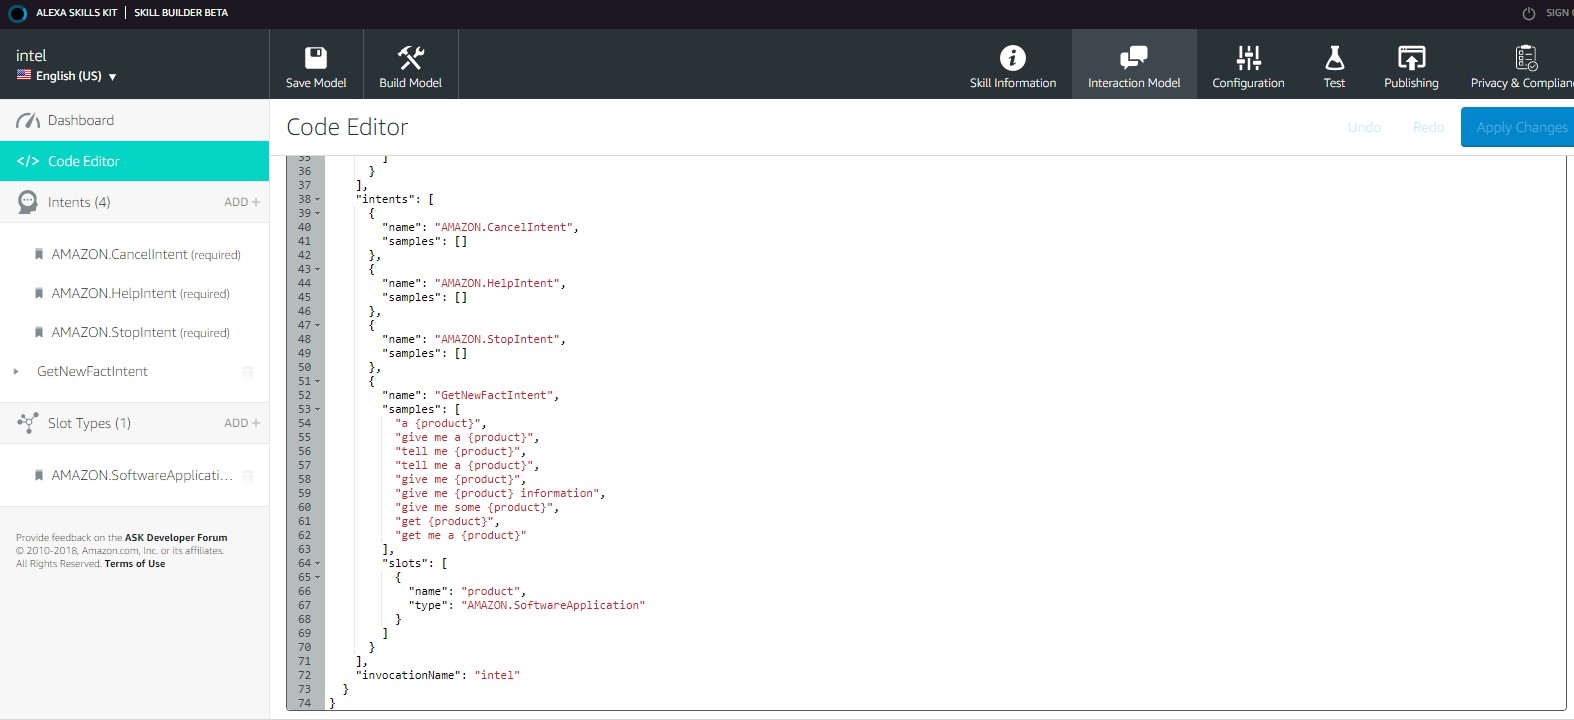 ALEXA SKILLS KIT | SKILL BUILDER BETA
SIGN
intel
English (US)
Save Model
Build Model
Skill Information
Interaction Model
Configuration
Test
Publishing
Privacy & Complian
Dashboard
</> Code Editor
Intents (4) ADD +
AMAZON.CancelIntent (required)
AMAZON.HelpIntent (required)
AMAZON.StopIntent (required)
GetNewFactIntent
Slot Types (1) ADD +
AMAZON.SoftwareApplicati...
Provide feedback on the ASK Developer Forum
© 2010-2018, Amazon.com, Inc. or its affiliates.
All Rights Reserved. Terms of Use
Code Editor
Undo
Redo
Apply Changes
35 ]
36 }
37 ],
38 "intents": [
39 {
40 "name": "AMAZON.CancelIntent",
41 "samples": []
42 },
43 {
44 "name": "AMAZON.HelpIntent",
45 "samples": []
46 },
47 {
48 "name": "AMAZON.StopIntent",
49 "samples": []
50 },
51 {
52 "name": "GetNewFactIntent",
53 "samples": [
54 "a {product}",
55 "give me a {product}",
56 "tell me {product}",
57 "tell me a {product}",
58 "give me {product}",
59 "give me {product} information",
60 "give me some {product}",
61 "get {product}",
62 "get me a {product}"
63 ],
64 "slots": [
65 {
66 "name": "product",
67 "type": "AMAZON.SoftwareApplication"
68 }
69 ]
70 }
71 ],
72 "invocationName": "intel"
73 }
74 }